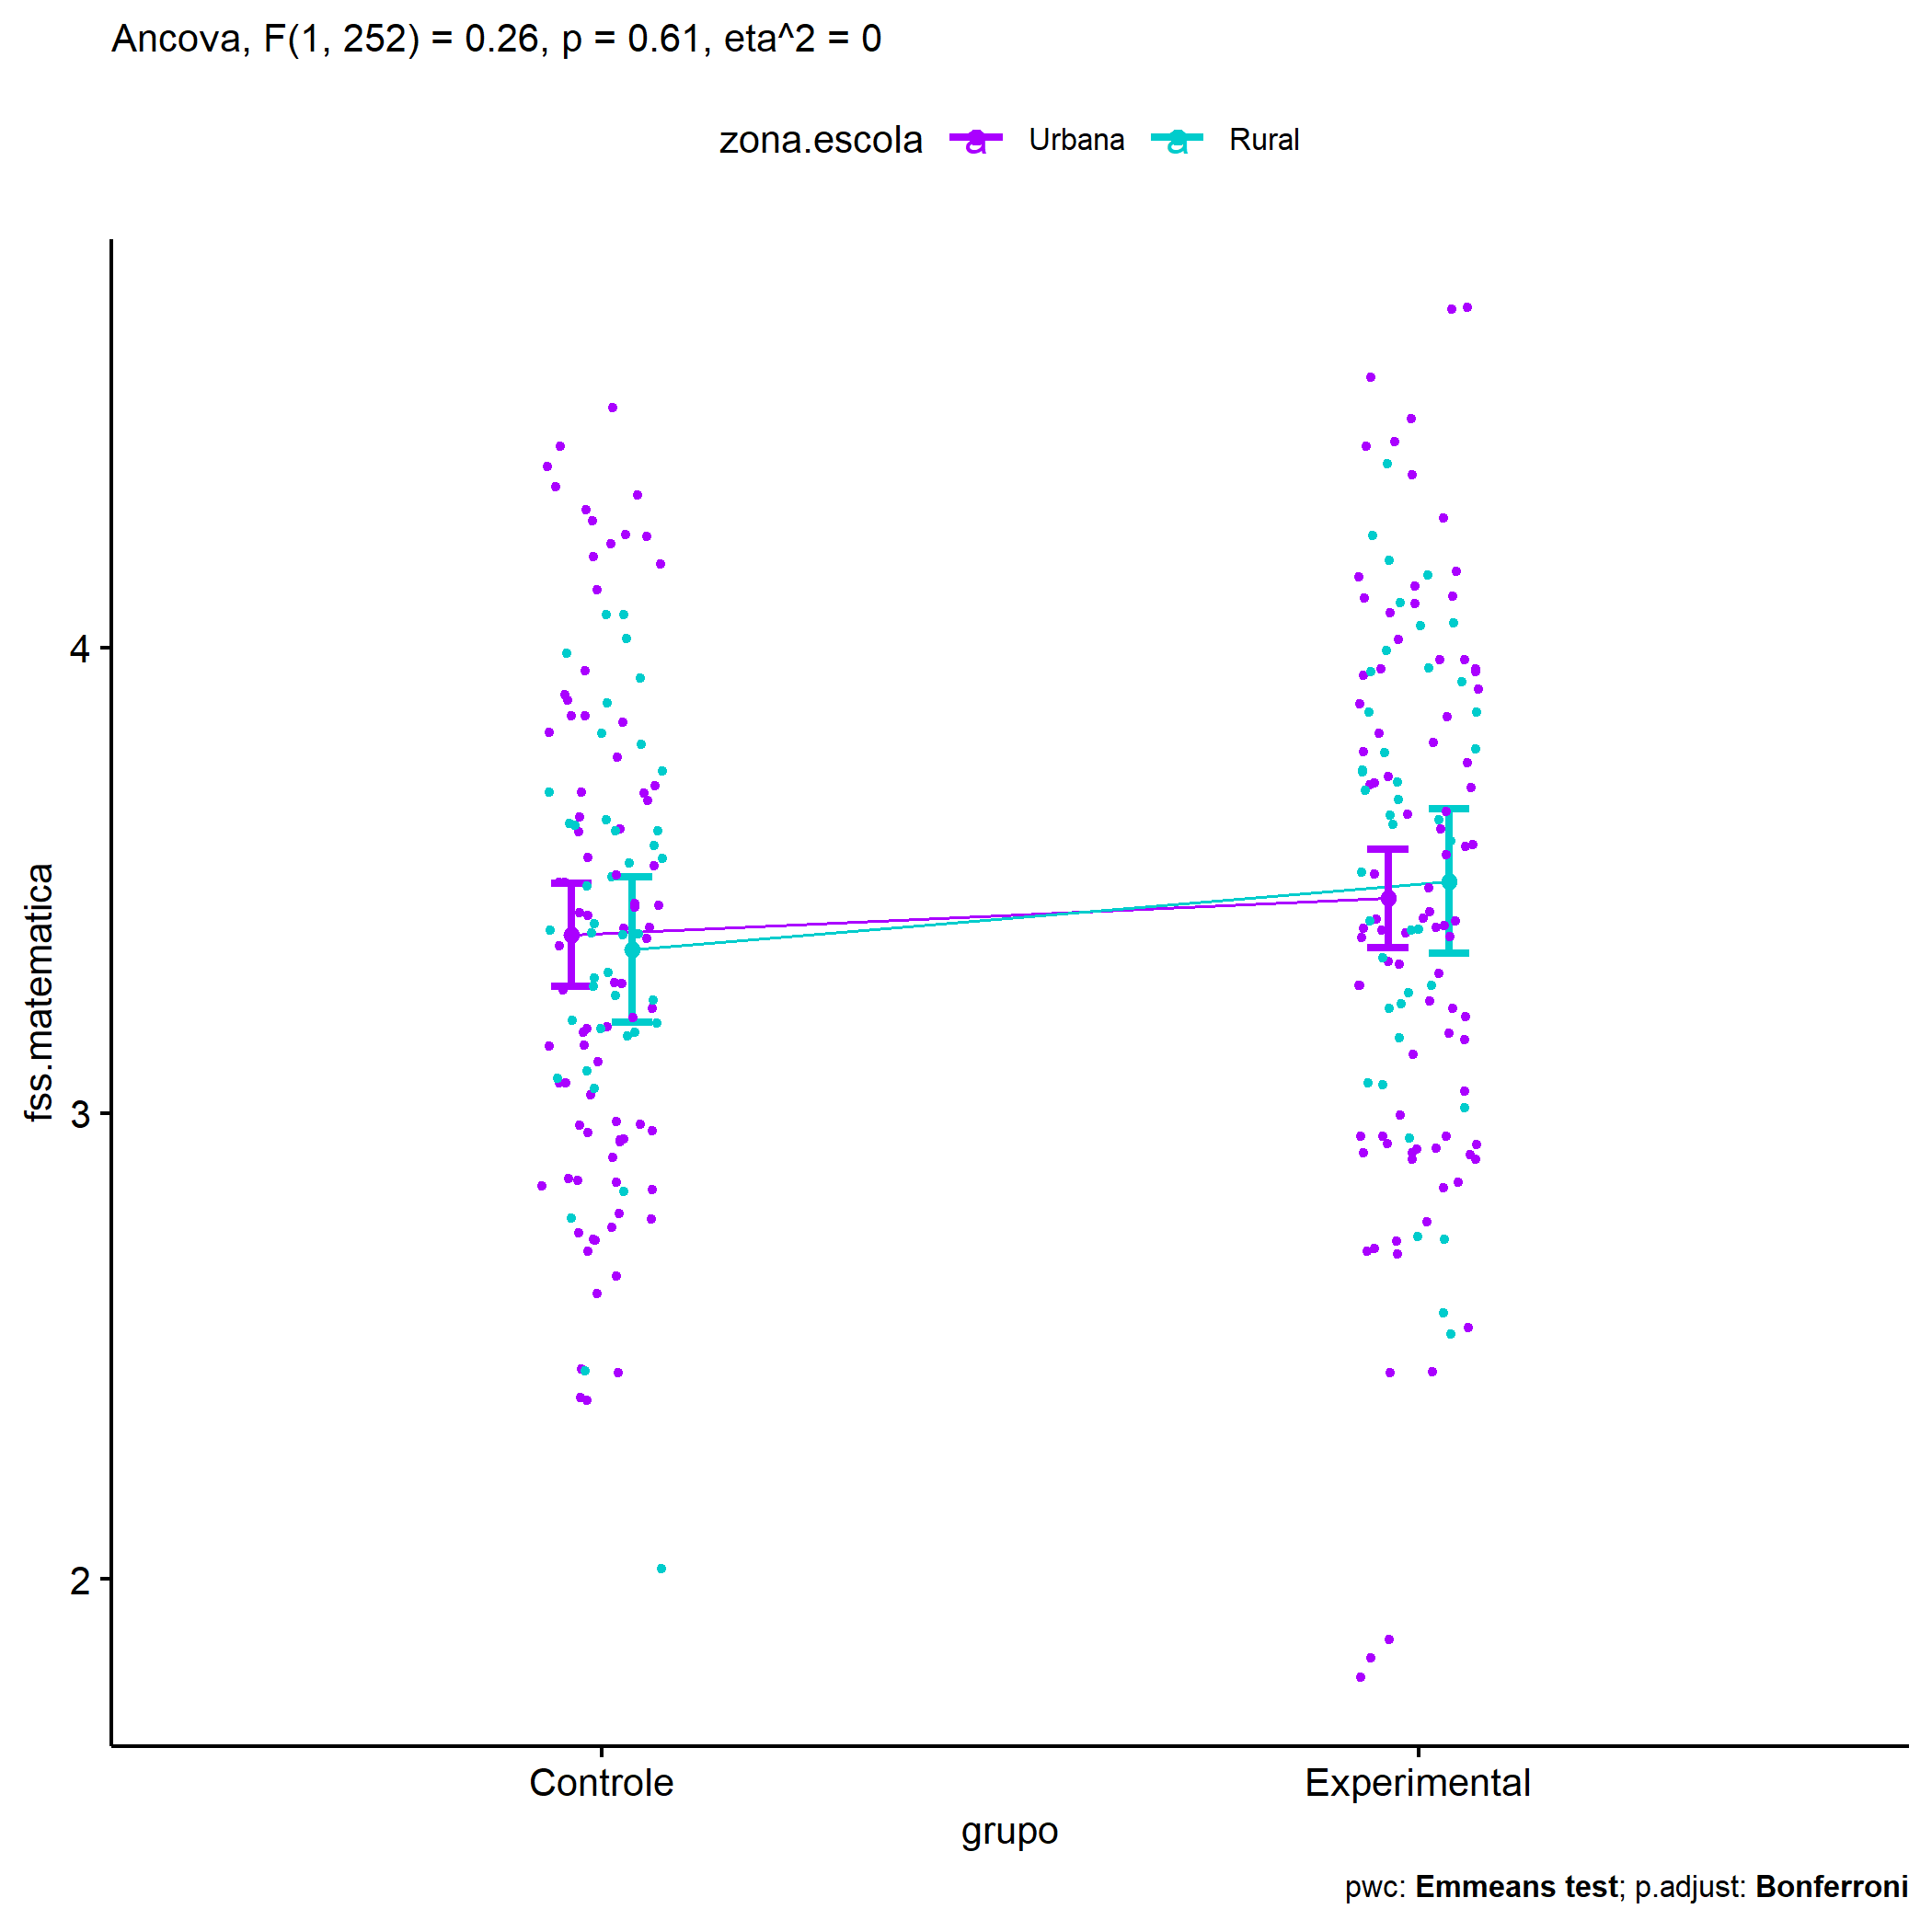 Ancova, F(1, 252) = 0.26, p = 0.61, eta^2 = 0
zona.escola a Urbana a Rural
fss.matematica
4
3
2
Controle Experimental
grupo
pwc: Emmeans test; p.adjust: Bonferroni